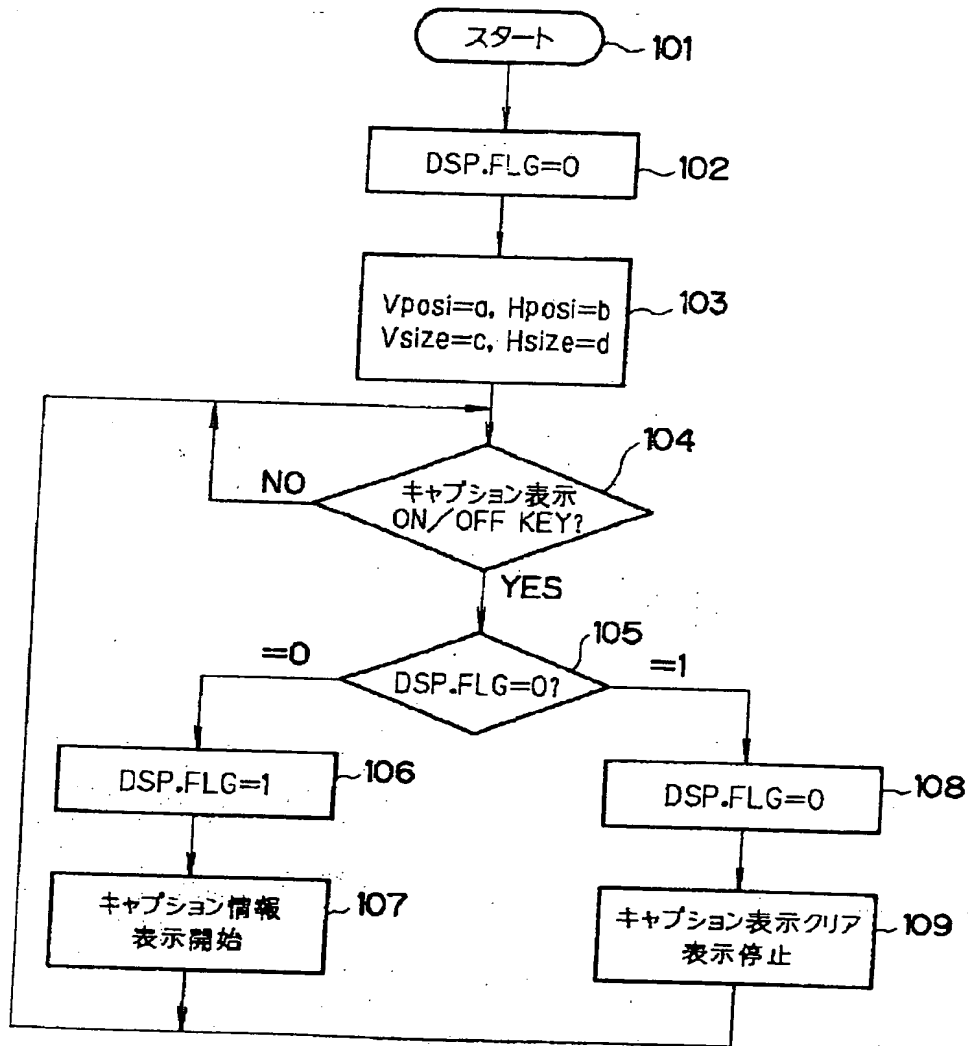 スタート
101
DSP.FLG=0
102
Vposi=a, Hposi=b
Vsize=c, Hsize=d
103
104
NO
キャプション表示
ON/OFF KEY?
YES
105
=0
DSP.FLG=0?
=1
DSP.FLG=1
106
DSP.FLG=0
108
キャプション情報
表示開始
107
キャプション表示クリア
表示停止
109